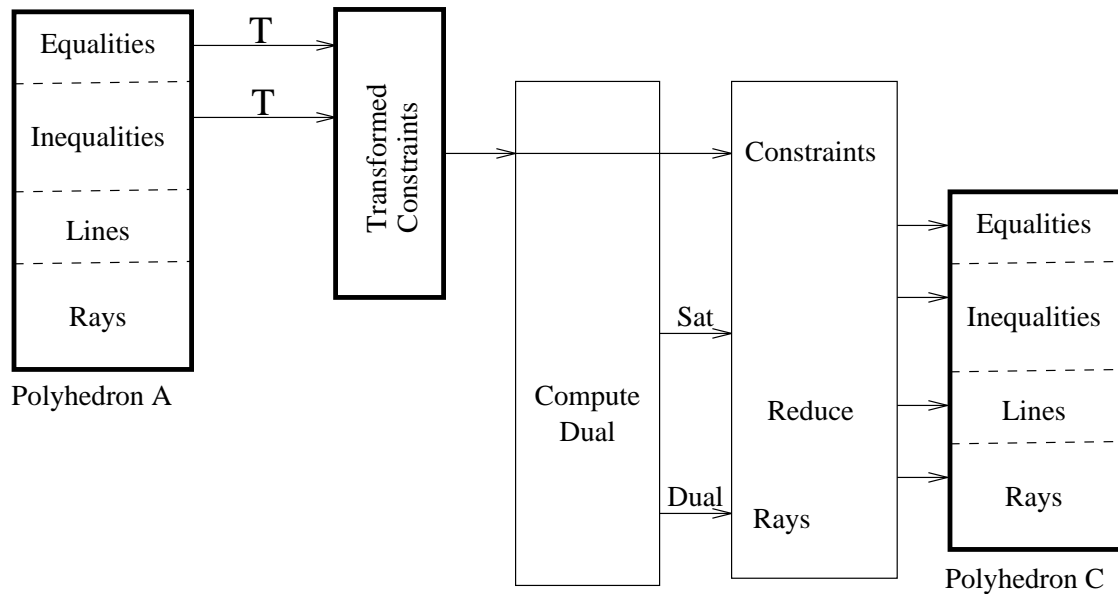 Equalities
Inequalities
Lines
Rays
Polyhedron A
T
T
Transformed
Constraints
Compute
Dual
Sat
Dual
Constraints
Reduce
Rays
Equalities
Inequalities
Lines
Rays
Polyhedron C